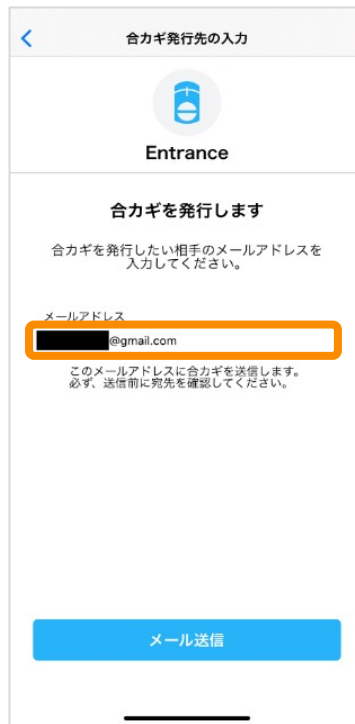 合カギ発行先の入力
Entrance
合カギを発行します
合カギを発行したい相手のメールアドレスを
入力してください。
メールアドレス
@gmail.com
このメールアドレスに合カギを送信します。
必ず、送信前に宛先を確認してください。
メール送信